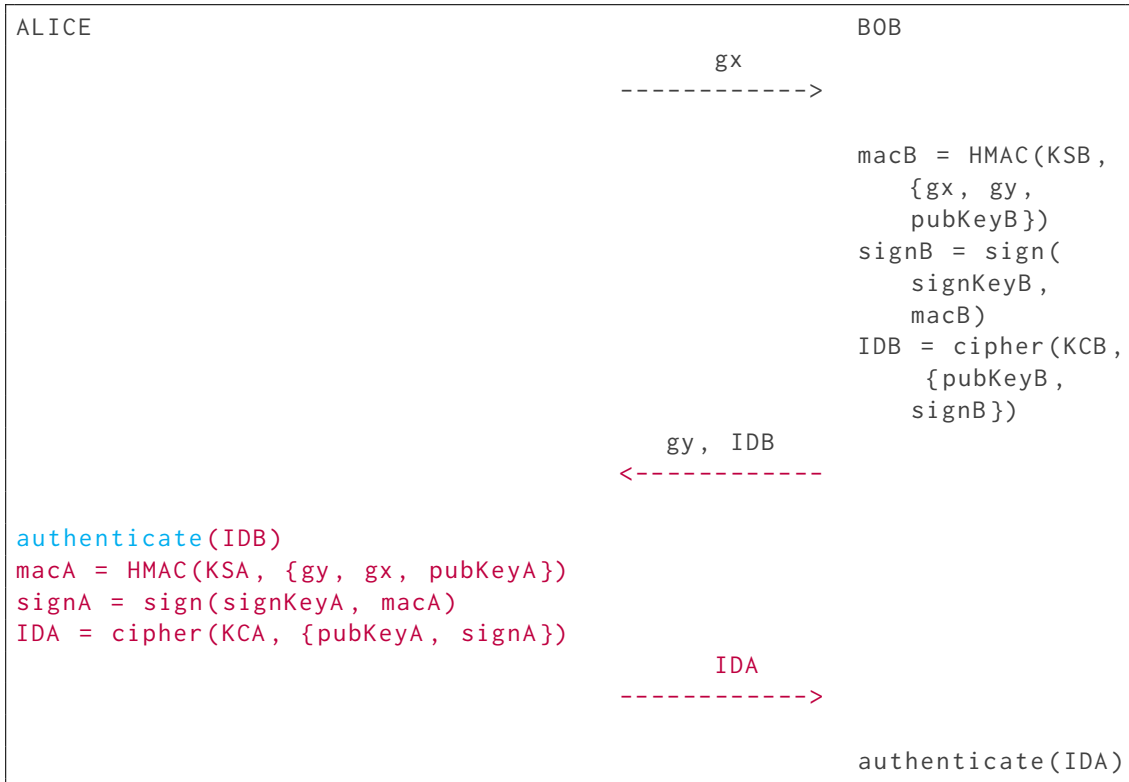 ALICE BOB
gx
------------>
macB = HMAC(KSB,
{gx, gy,
pubKeyB})
signB = sign(
signKeyB,
macB)
IDB = cipher(KCB,
{pubKeyB,
signB})
gy, IDB
<------------
authenticate(IDB)
macA = HMAC(KSA, {gy, gx, pubKeyA})
signA = sign(signKeyA, macA)
IDA = cipher(KCA, {pubKeyA, signA})
IDA
------------>
authenticate(IDA)